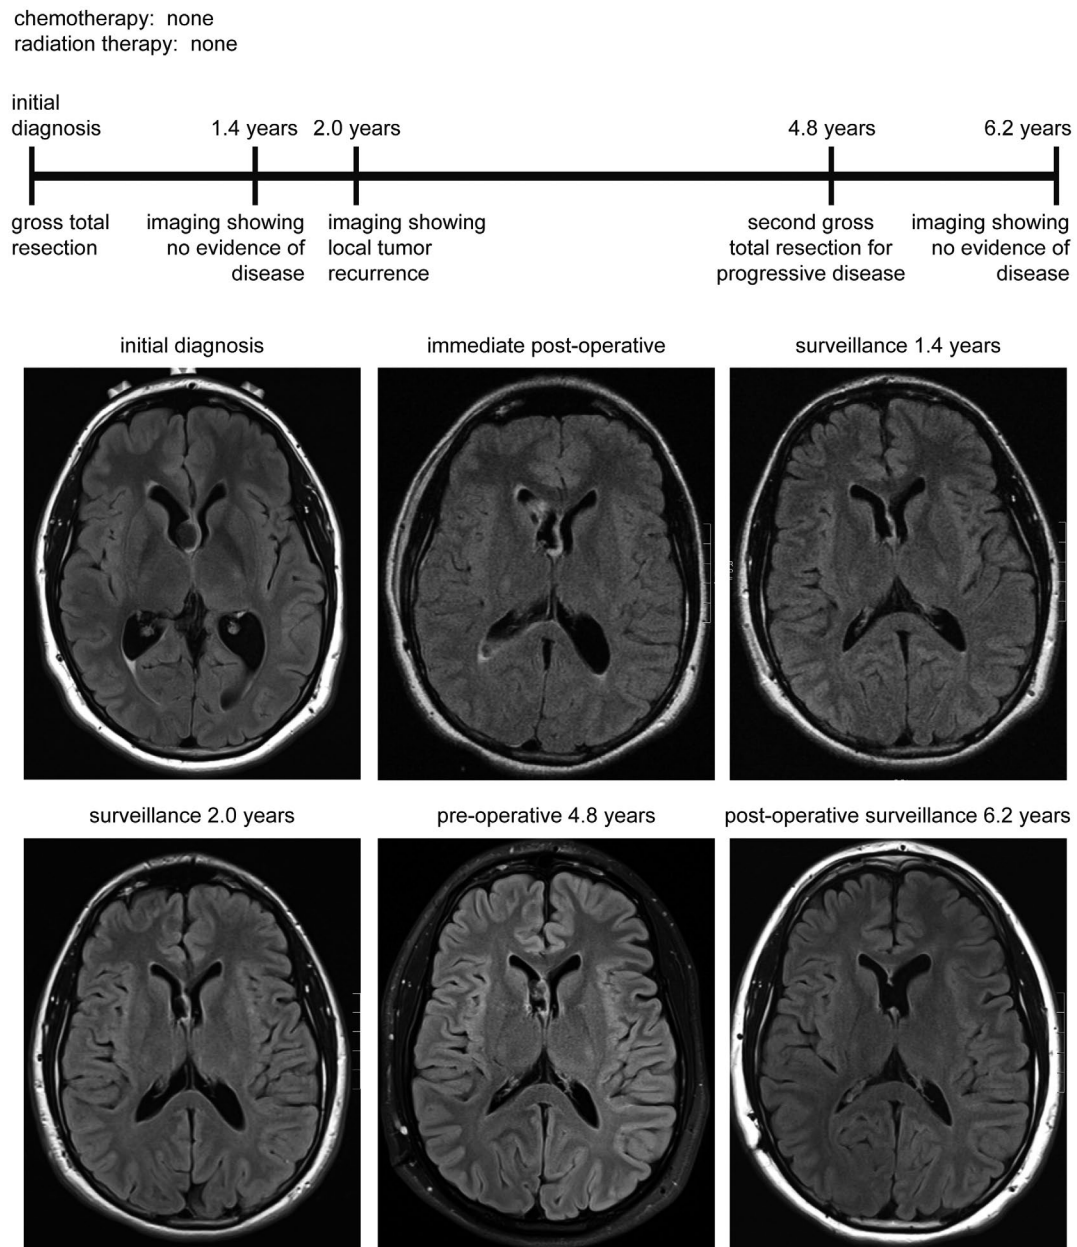 chemotherapy:  none
radiation therapy:  none
initial
diagnosis
1.4 years
2.0 years
4.8 years
6.2 years
gross total
resection
imaging showing
no evidence of
disease
imaging showing
local tumor
recurrence
second gross
total resection for
progressive disease
imaging showing
no evidence of
disease
initial diagnosis
immediate post-operative
surveillance 1.4 years
surveillance 2.0 years
pre-operative 4.8 years
post-operative surveillance 6.2 years